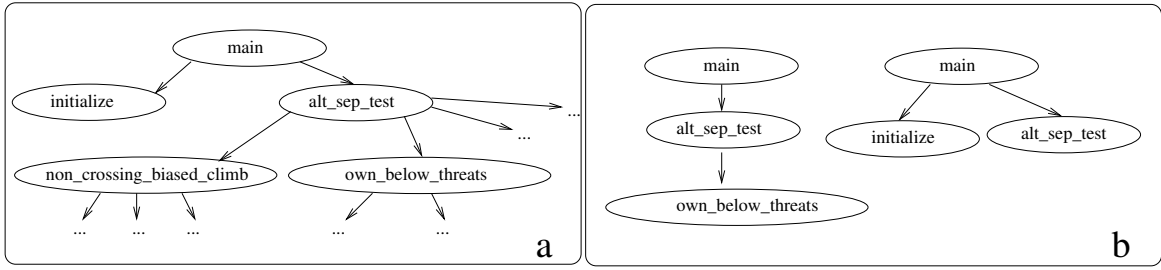 main
initialize
alt_sep_test
...
...
non_crossing_biased_climb
own_below_threats
... ... ... ... ...
a
main
alt_sep_test
own_below_threats
main
initialize
alt_sep_test
b